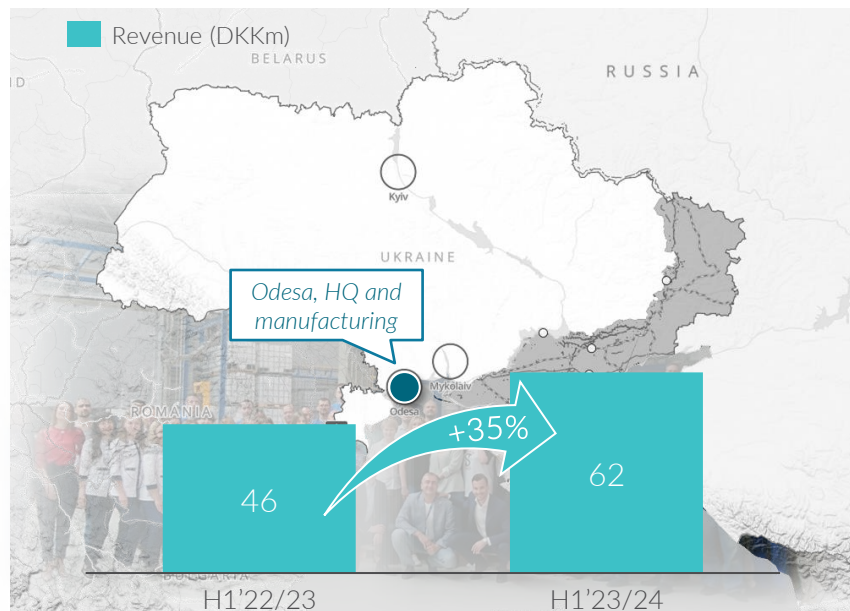 Revenue (DKKm)
BELARUS
RUSSIA
D
Kyiv
UKRAINE
Odesa, HQ and
manufacturing
Mykolaiv
Odesa
ROMANIA
+35%
46
62
BULGARIA
H1'22/23
H1'23/24